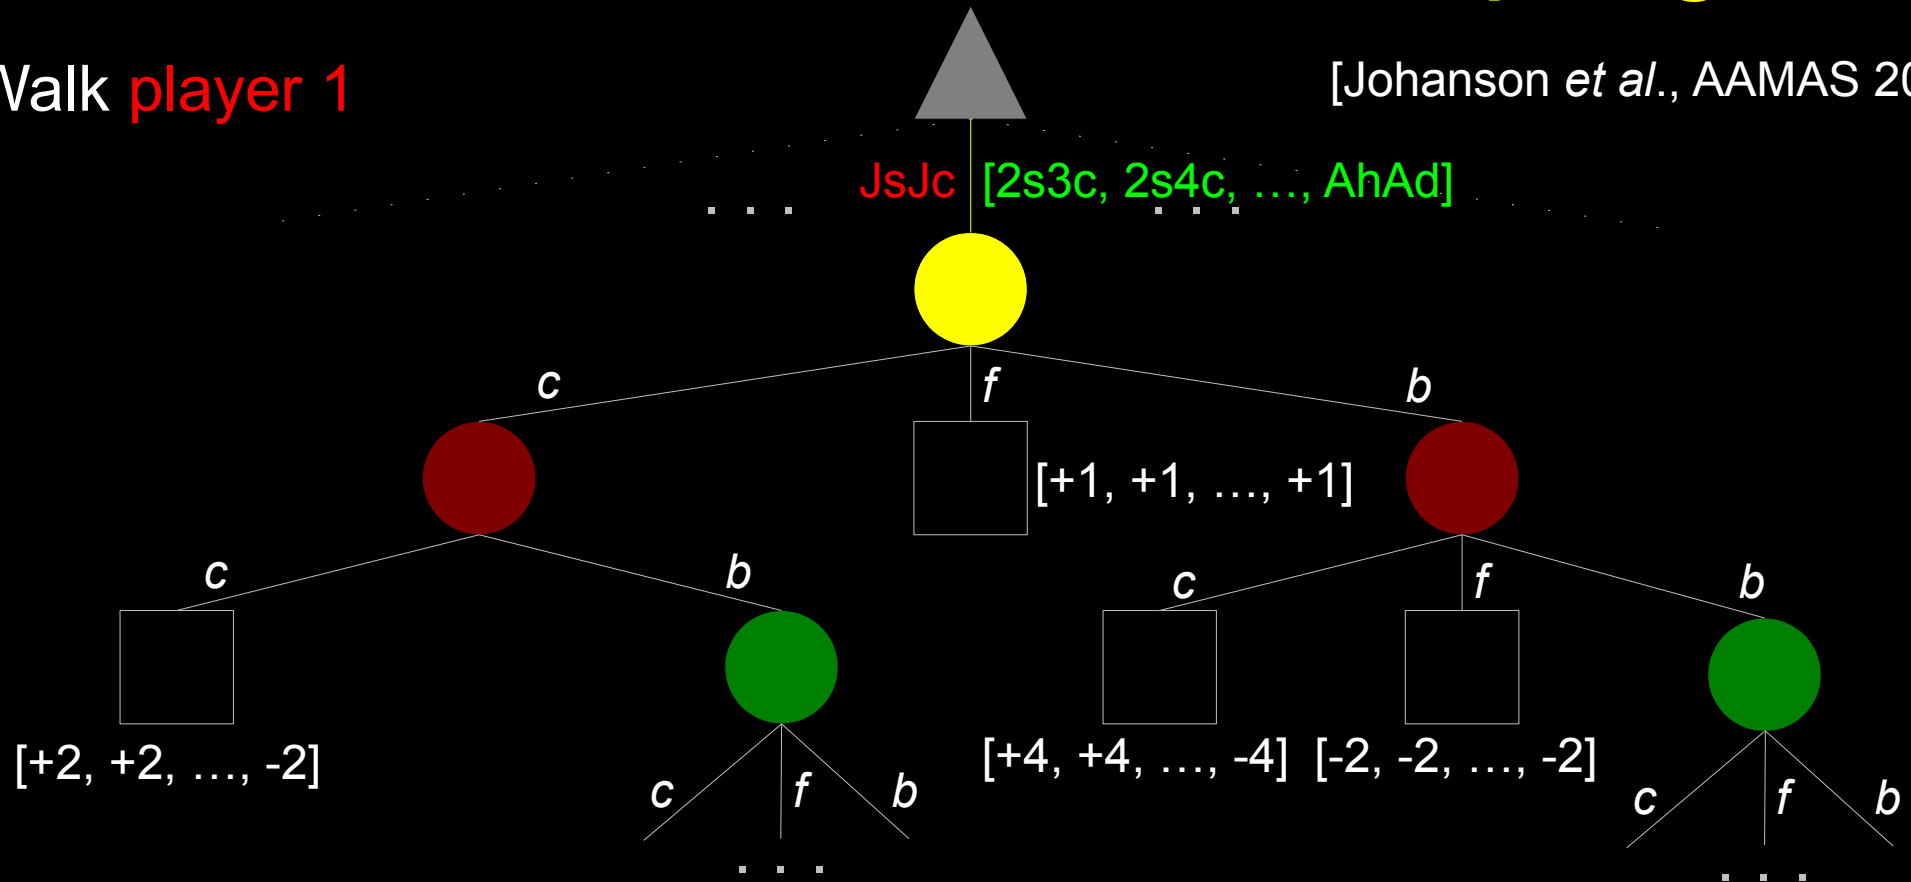 Walk player 1
[Johanson et al., AAMAS 20
JsJc [2s3c, 2s4c, …, AhAd]
c f b
[+1, +1, …, +1]
c b c f b
[+2, +2, …, -2]
[+4, +4, …, -4] [-2, -2, …, -2]
c f b c f b